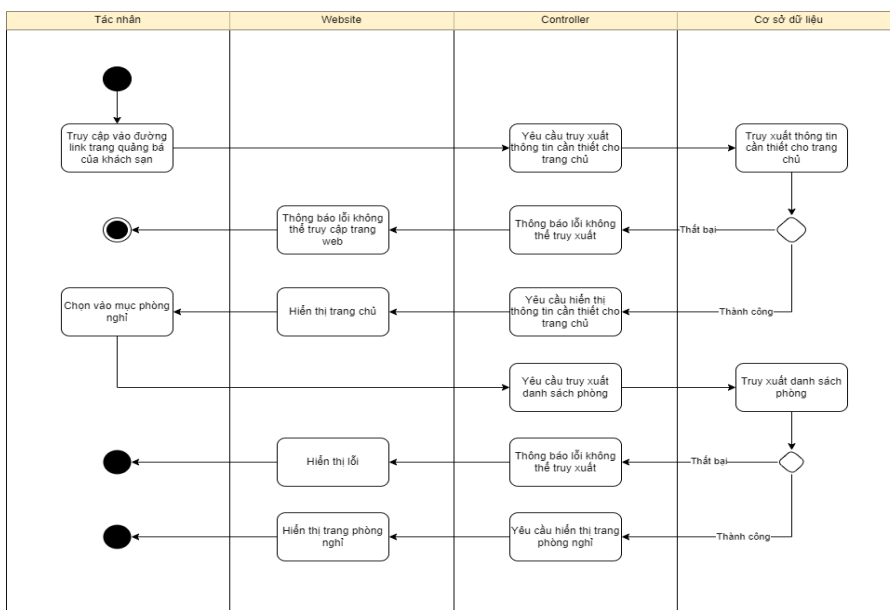 Tác nhân
Website
Controller
Cơ sở dữ liệu
Truy cập vào đường
link trang quảng bá
của khách sạn
Yêu cầu truy xuất
thông tin cần thiết cho
trang chủ
Truy xuất thông tin
cần thiết cho trang
chủ
Thông báo lỗi không
thể truy cập trang
web
Thông báo lỗi không
thể truy xuất
Thất bại
Chọn vào mục phòng
nghỉ
Hiển thị trang chủ
Yêu cầu hiển thị
thông tin cần thiết cho
trang chủ
Thành công
Yêu cầu truy xuất
danh sách phòng
Truy xuất danh sách
phòng
Hiển thị lỗi
Thông báo lỗi không
thể truy xuất
Thất bại
Hiển thị trang phòng
nghỉ
Yêu cầu hiển thị trang
phòng nghỉ
Thành công